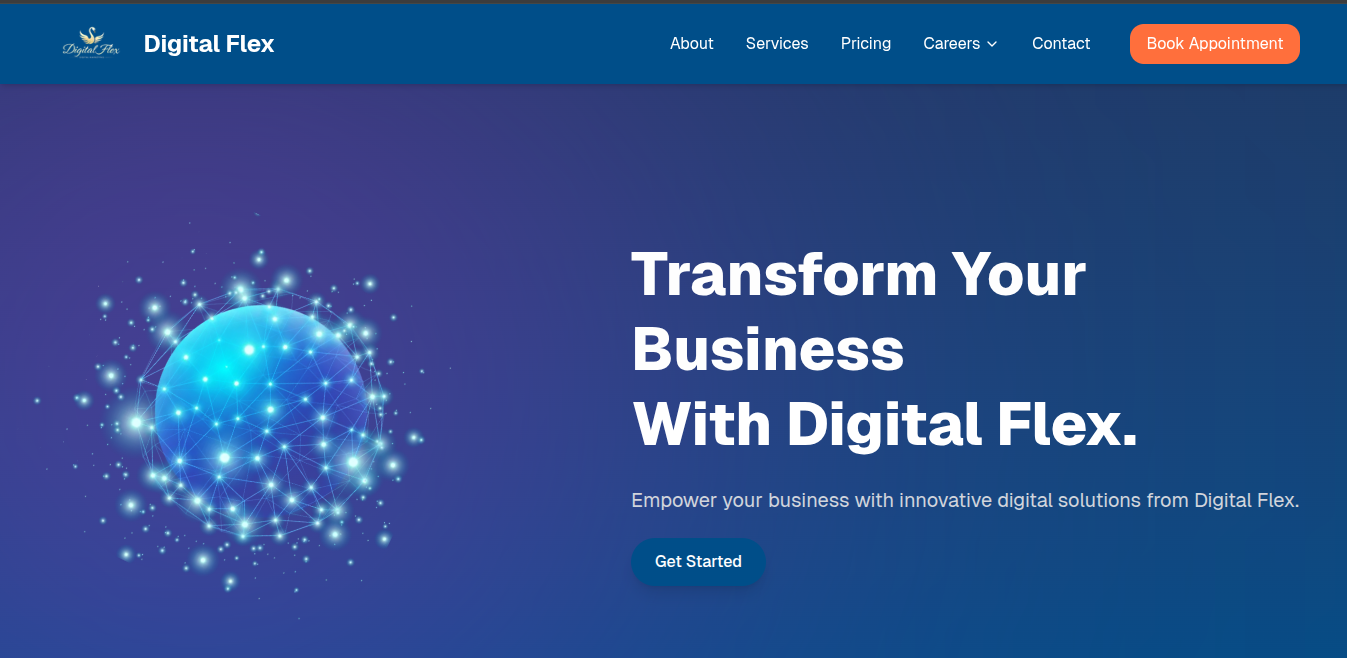 Digital Flex
Digital Flex
About
Services
Pricing
Careers
Contact
Book Appointment
Transform Your
Business
With Digital Flex.
Empower your business with innovative digital solutions from Digital Flex.
Get Started